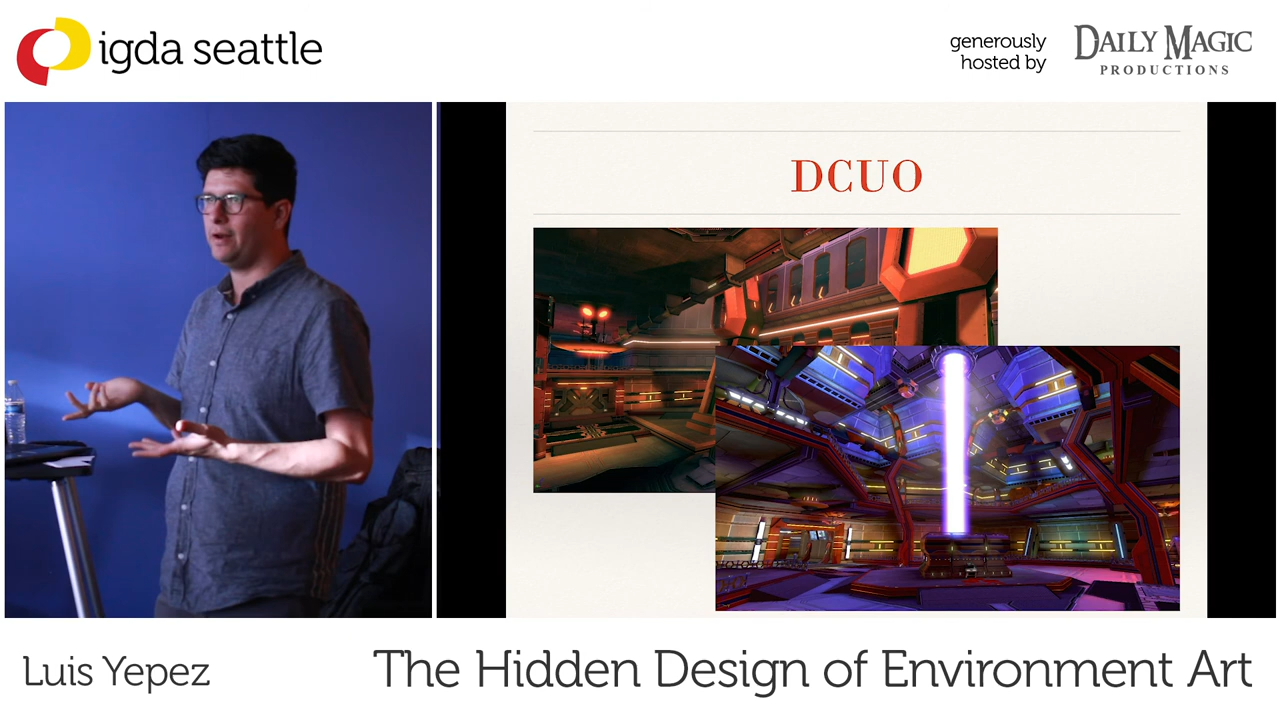 igda seattle
generously
hosted by
DAILY MAGIC
PRODUCTIONS
DCUO
Luis Yepez
The Hidden Design of Environment Art